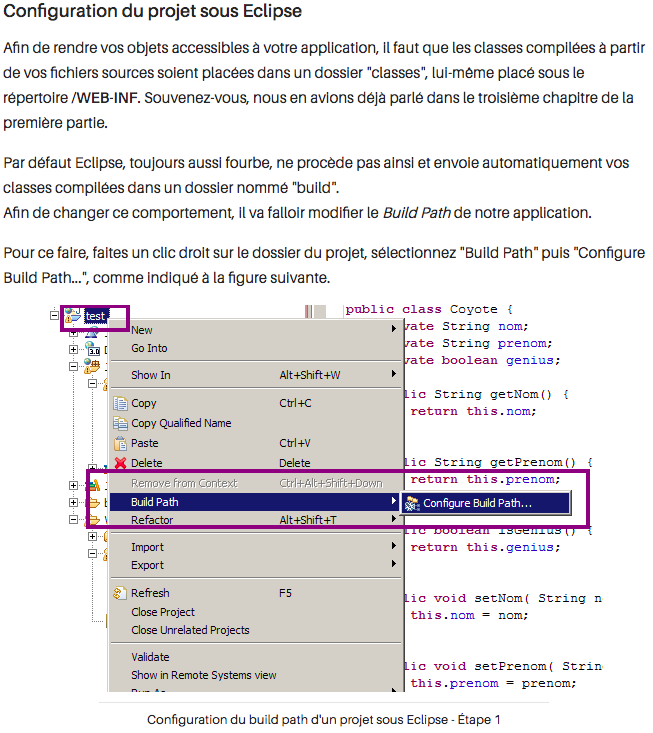 Configuration du projet sous Eclipse
Afin de rendre vos objets accessibles à votre application, il faut que les classes compilées à partir
de vos fichiers sources soient placées dans un dossier "classes", lui-même placé sous le
répertoire /WEB-INF. Souvenez-vous, nous en avions déjà parlé dans le troisième chapitre de la
première partie.
Par défaut Eclipse, toujours aussi fourbe, ne procède pas ainsi et envoie automatiquement vos
classes compilées dans un dossier nommé "build".
Afin de changer ce comportement, il va falloir modifier le Build Path de notre application.
Pour ce faire, faites un clic droit sur le dossier du projet, sélectionnez "Build Path" puis "Configure
Build Path...", comme indiqué à la figure suivante.
test
New
Go Into
Show In Alt+Shift+W
Copy Ctrl+C
Copy Qualified Name
Paste Ctrl+V
Delete Delete
Remove from Context Ctrl+Alt+Shift+Down
Build Path
Configure Build Path...
Refactor Alt+Shift+T
Import
Export
Refresh F5
Close Project
Close Unrelated Projects
Validate
Show in Remote Systems view
Run As
public class Coyote {
vate String nom;
vate String prenom;
vate boolean genius;
lic String getNom() {
return this.nom;
lic String getPrenom() {
return this.prenom;
lic boolean isGenius() {
return this.genius;
lic void setNom( String n
this.nom = nom;
lic void setPrenom( Strin
this.prenom = prenom;
Configuration du build path d'un projet sous Eclipse - Étape 1